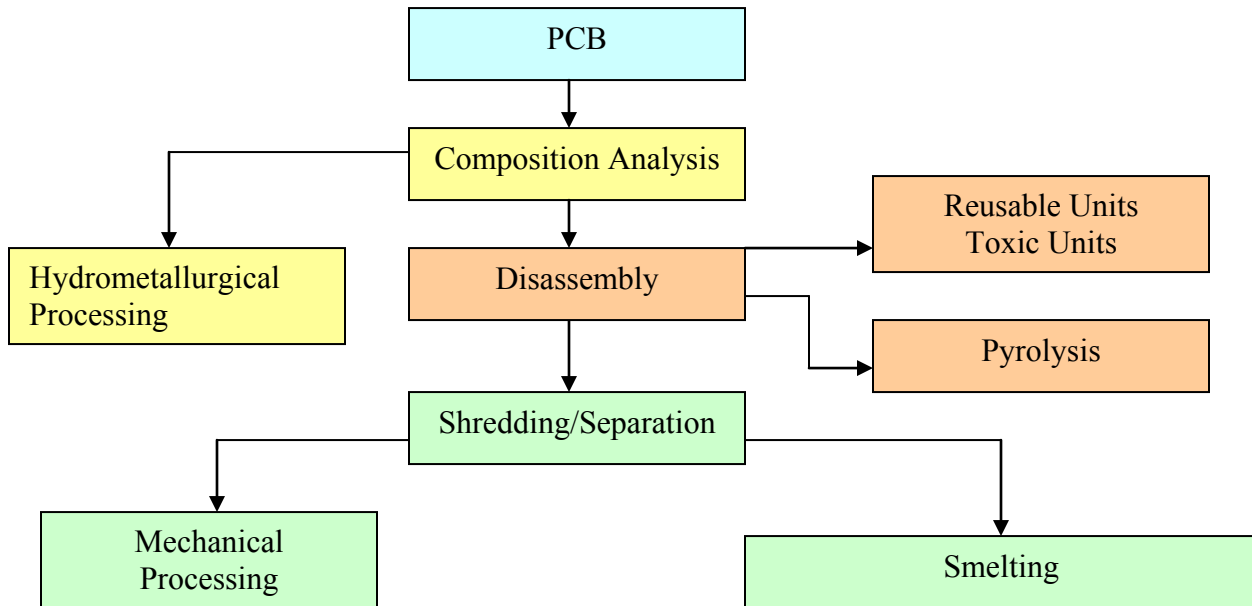 PCB
Composition Analysis
Reusable Units
Toxic Units
Hydrometallurgical
Processing
Disassembly
Pyrolysis
Shredding/Separation
Mechanical
Processing
Smelting